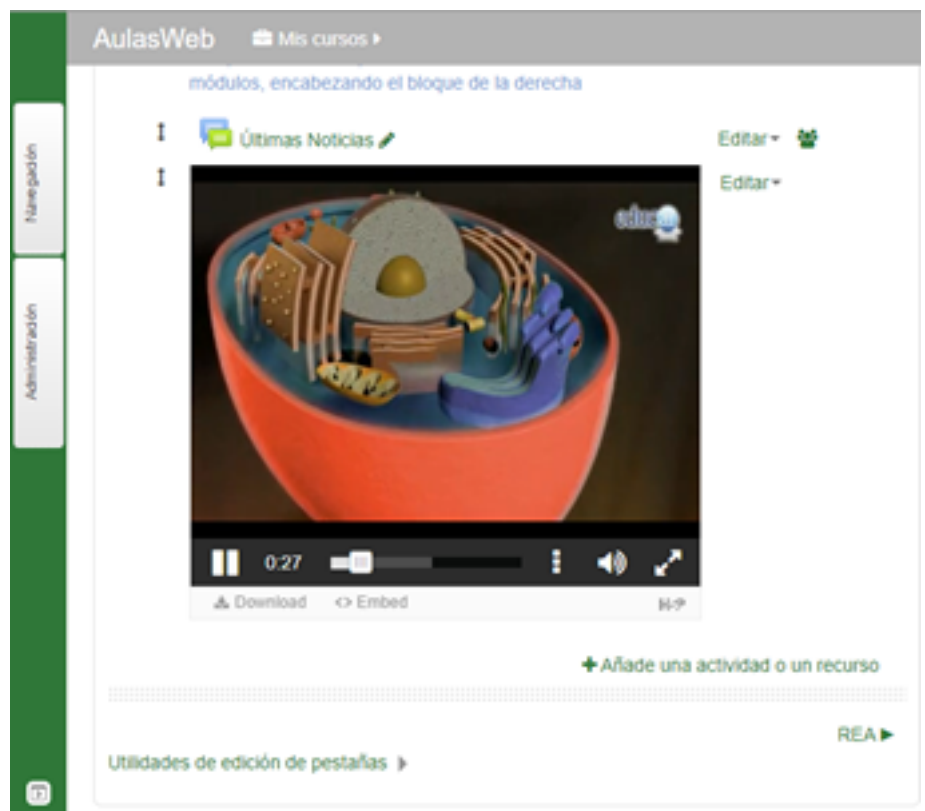 AulasWeb Mis cursos
módulos, encabezando el bloque de la derecha
Últimas Noticias Editar
Editar
Navegación
Administración
0:27
Download Embed
Añade una actividad o un recurso
REA
Utilidades de edición de pestañas